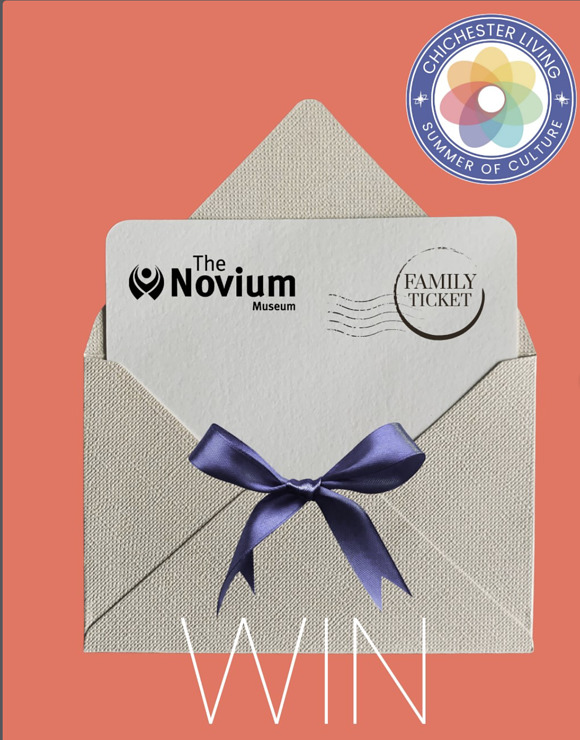 CHICHESTER LIVING
SUMMER OF CULTURE
The
Novium
Museum
FAMILY
TICKET
WIN